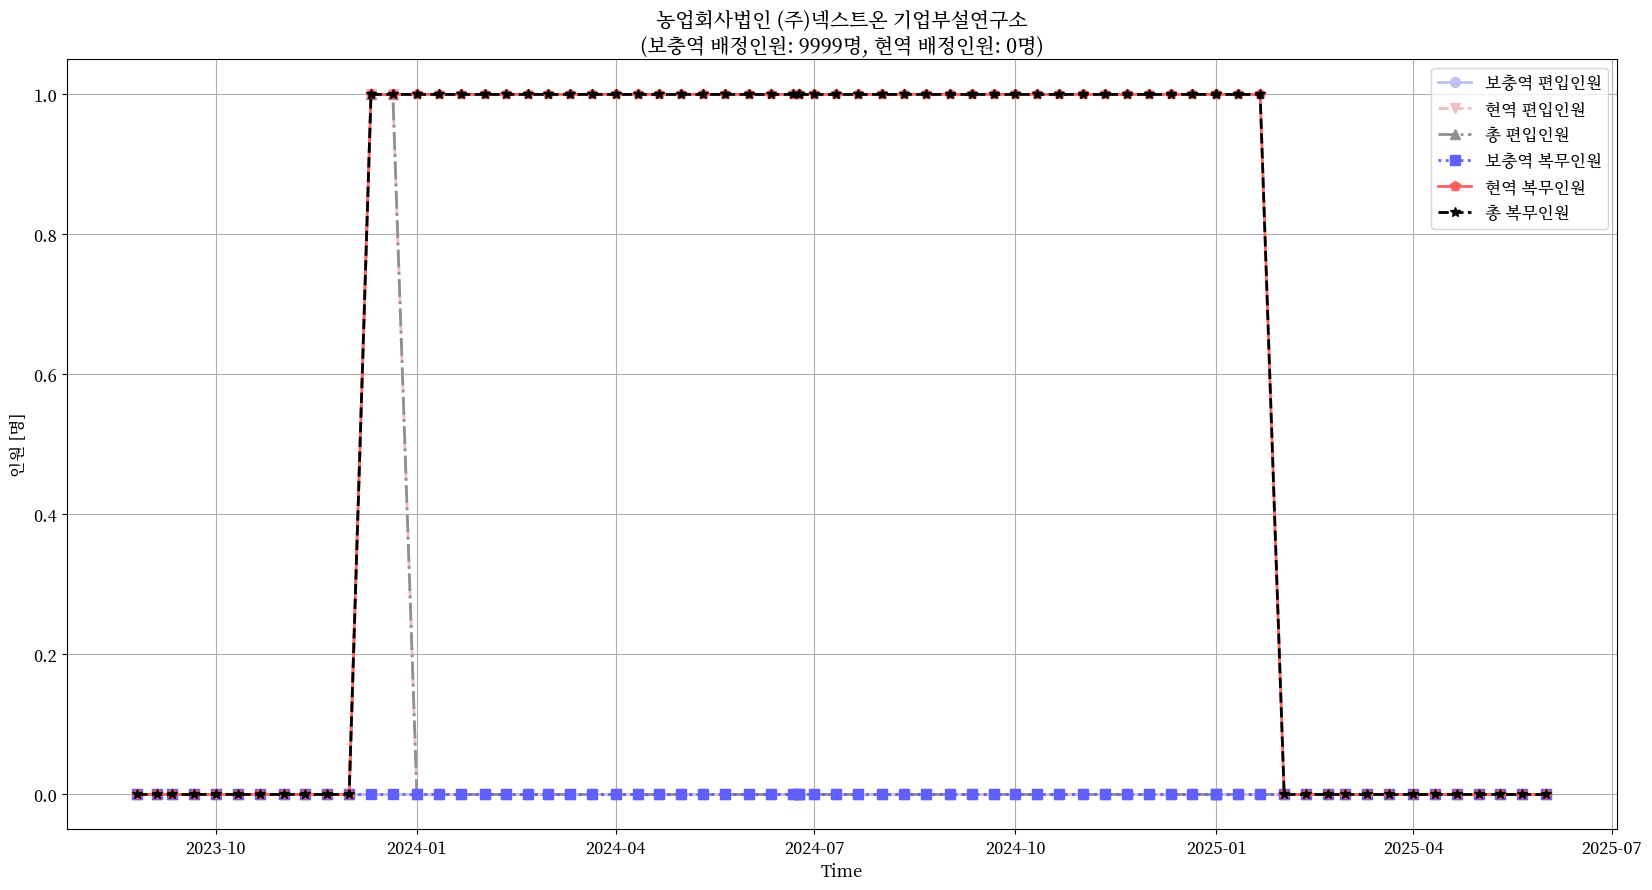 농업회사법인 (주)넥스트온 기업부설연구소
(보충역 배정인원: 9999명, 현역 배정인원: 0명)
보충역 편입인원
현역 편입인원
총 편입인원
보충역 복무인원
현역 복무인원
총 복무인원
인원 [명]
1.0
0.8
0.6
0.4
0.2
0.0
2023-10
2024-01
2024-04
2024-07
2024-10
2025-01
2025-04
2025-07
Time